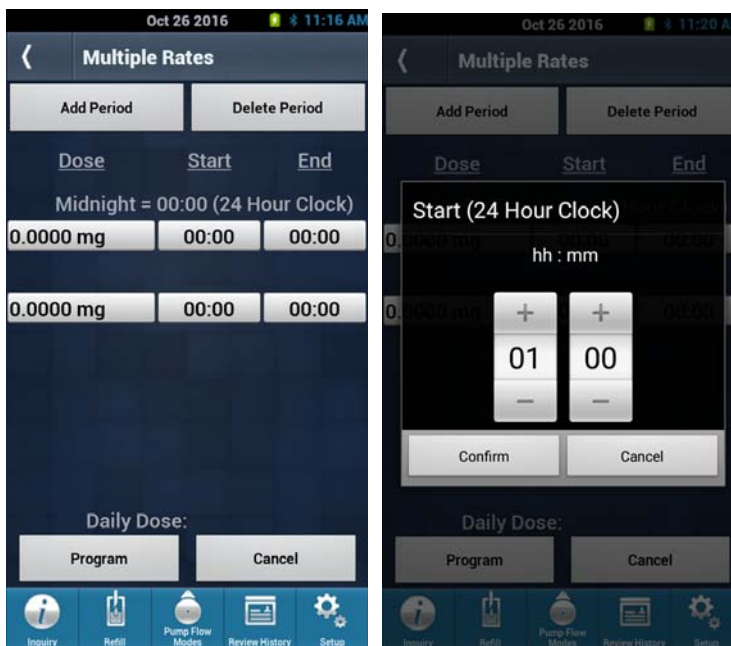 Oct 26 2016 11:16 AM
Multiple Rates
Add Period Delete Period
Dose Start End
Midnight = 00:00 (24 Hour Clock)
0.0000 mg 00:00 00:00
0.0000 mg 00:00 00:00
Daily Dose:
Program Cancel
Inquiry Refill Pump Flow Modes Review History Setup
Oct 26 2016 11:20 A
Multiple Rates
Add Period Delete Period
Dose Start End
Start (24 Hour Clock)
hh : mm
+ +
01 00
− −
Confirm Cancel
Daily Dose:
Program Cancel
Inquiry Refill Pump Flow Modes Review History Setup